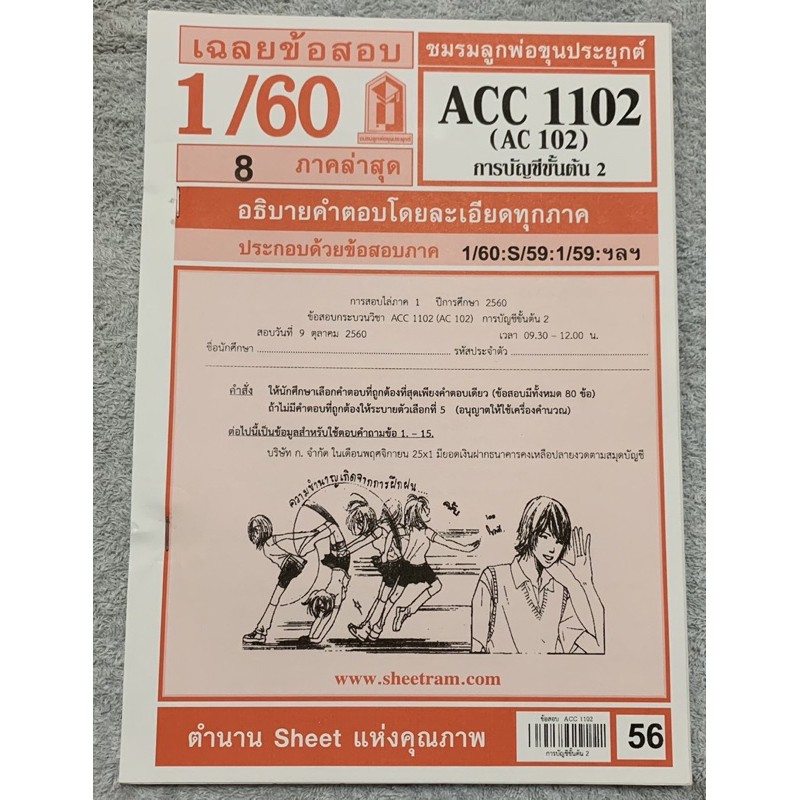 เฉลยข้อสอบ
1/60
8 ภาคล่าสุด
ชมรมลูกพ่อขุนประยุกต์
ACC 1102
(AC 102)
การบัญชีขั้นต้น 2
อธิบายคำตอบโดยละเอียดทุกภาค
ประกอบด้วยข้อสอบภาค 1/60:S/59:1/59:ฯลฯ
การสอบไล่ภาค 1 ปีการศึกษา 2560
ข้อสอบกระบวนวิชา ACC 1102 (AC 102) การบัญชีขั้นต้น 2
สอบวันที่ 9 ตุลาคม 2560 เวลา 09.30 – 12.00 น.
ชื่อนักศึกษา ........................ รหัสประจำตัว ........................
คำสั่ง ให้นักศึกษาเลือกคำตอบที่ถูกต้องที่สุดเพียงคำตอบเดียว (ข้อสอบมีทั้งหมด 80 ข้อ)
ถ้าไม่มีคำตอบที่ถูกต้องให้ระบายตัวเลือกที่ 5 (อนุญาตให้ใช้เครื่องคำนวณ)
ต่อไปนี้เป็นข้อมูลสำหรับใช้ตอบคำถามข้อ 1. – 15.
บริษัท ก. จำกัด ในเดือนพฤศจิกายน 25x1 มียอดเงินฝากธนาคารคงเหลือปลายงวดตามสมุดบัญชี
ความชำนาญเกิดจากการฝึกฝน
www.sheetram.com
ตำนาน Sheet แห่งคุณภาพ
ข้อสอบ ACC 1102
การบัญชีขั้นต้น 2
56